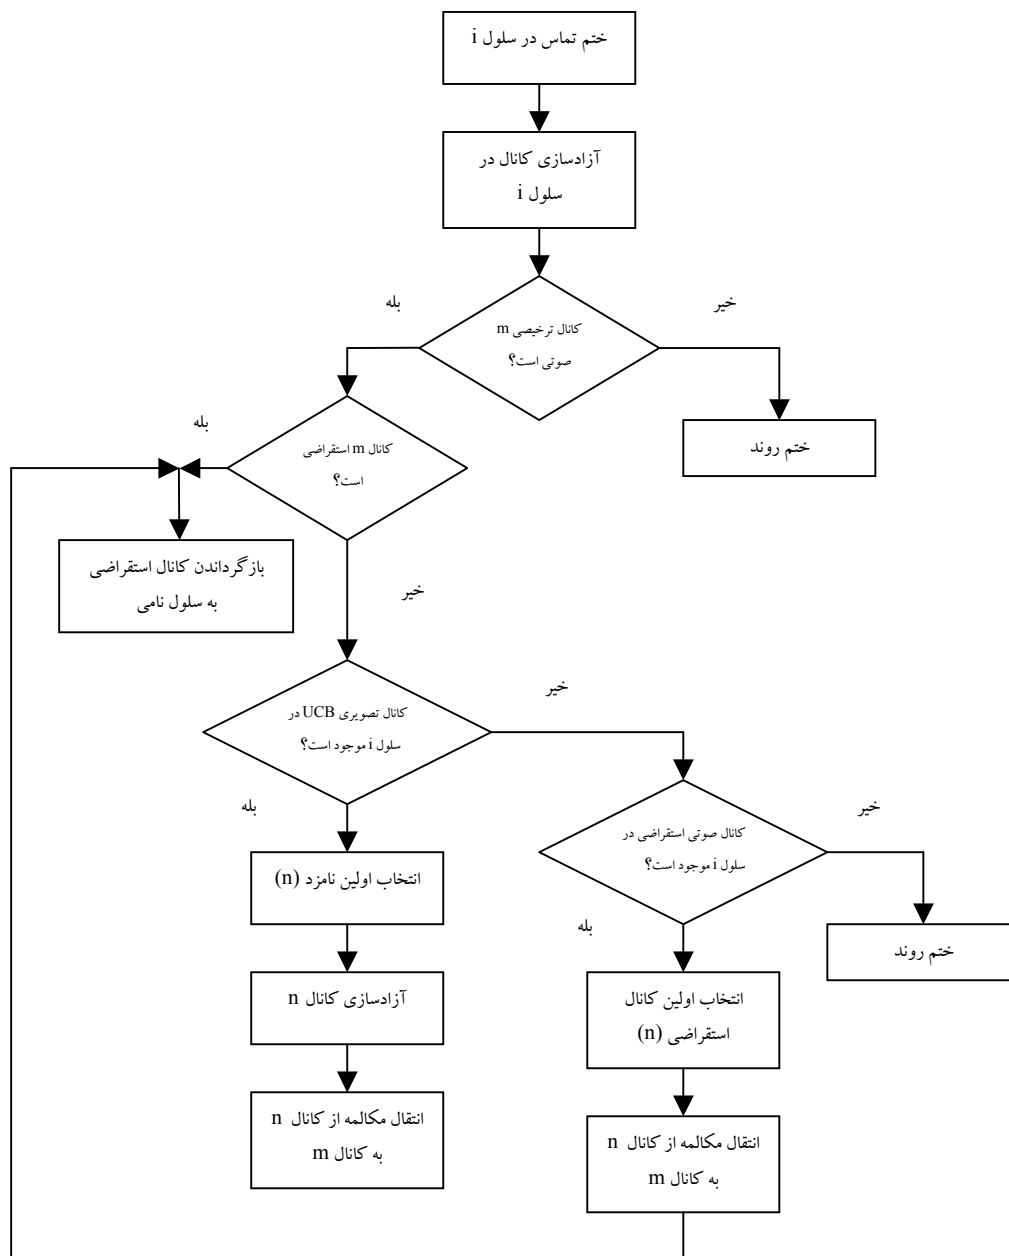 ختم تماس در سلول i
آزادسازی کانال در
سلول i
بله
خیر
کانال ترخیصی m
صوتی است؟
بله
کانال m استقراضی
است؟
ختم روند
بازگرداندن کانال استقراضی
به سلول نامی
خیر
خیر
کانال تصویری UCB در
سلول i موجود است؟
بله
خیر
کانال صوتی استقراضی در
سلول i موجود است؟
انتخاب اولین نامزد (n)
بله
ختم روند
آزادسازی کانال n
انتخاب اولین کانال
استقراضی (n)
انتقال مکالمه از کانال n
به کانال m
انتقال مکالمه از کانال n
به کانال m